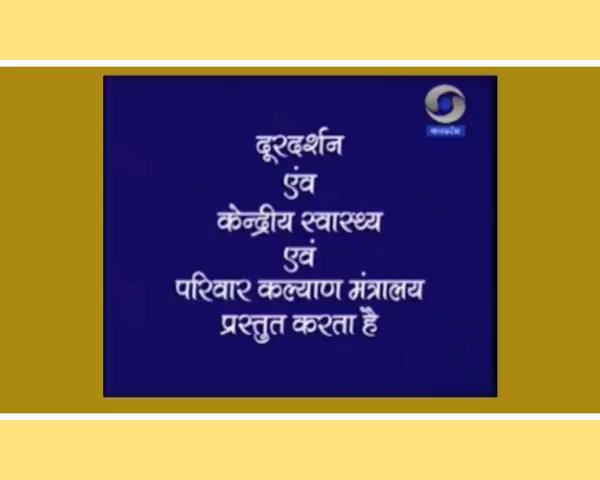 दूरदर्शन
एंव
केन्द्रीय स्वास्थ्य
एवं
परिवार कल्याण मंत्रालय
प्रस्तुत करता है